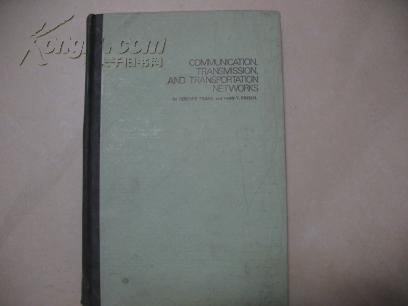 Kongfz.com
孔夫子旧书网
COMMUNICATION,
TRANSMISSION,
AND TRANSPORTATION
NETWORKS